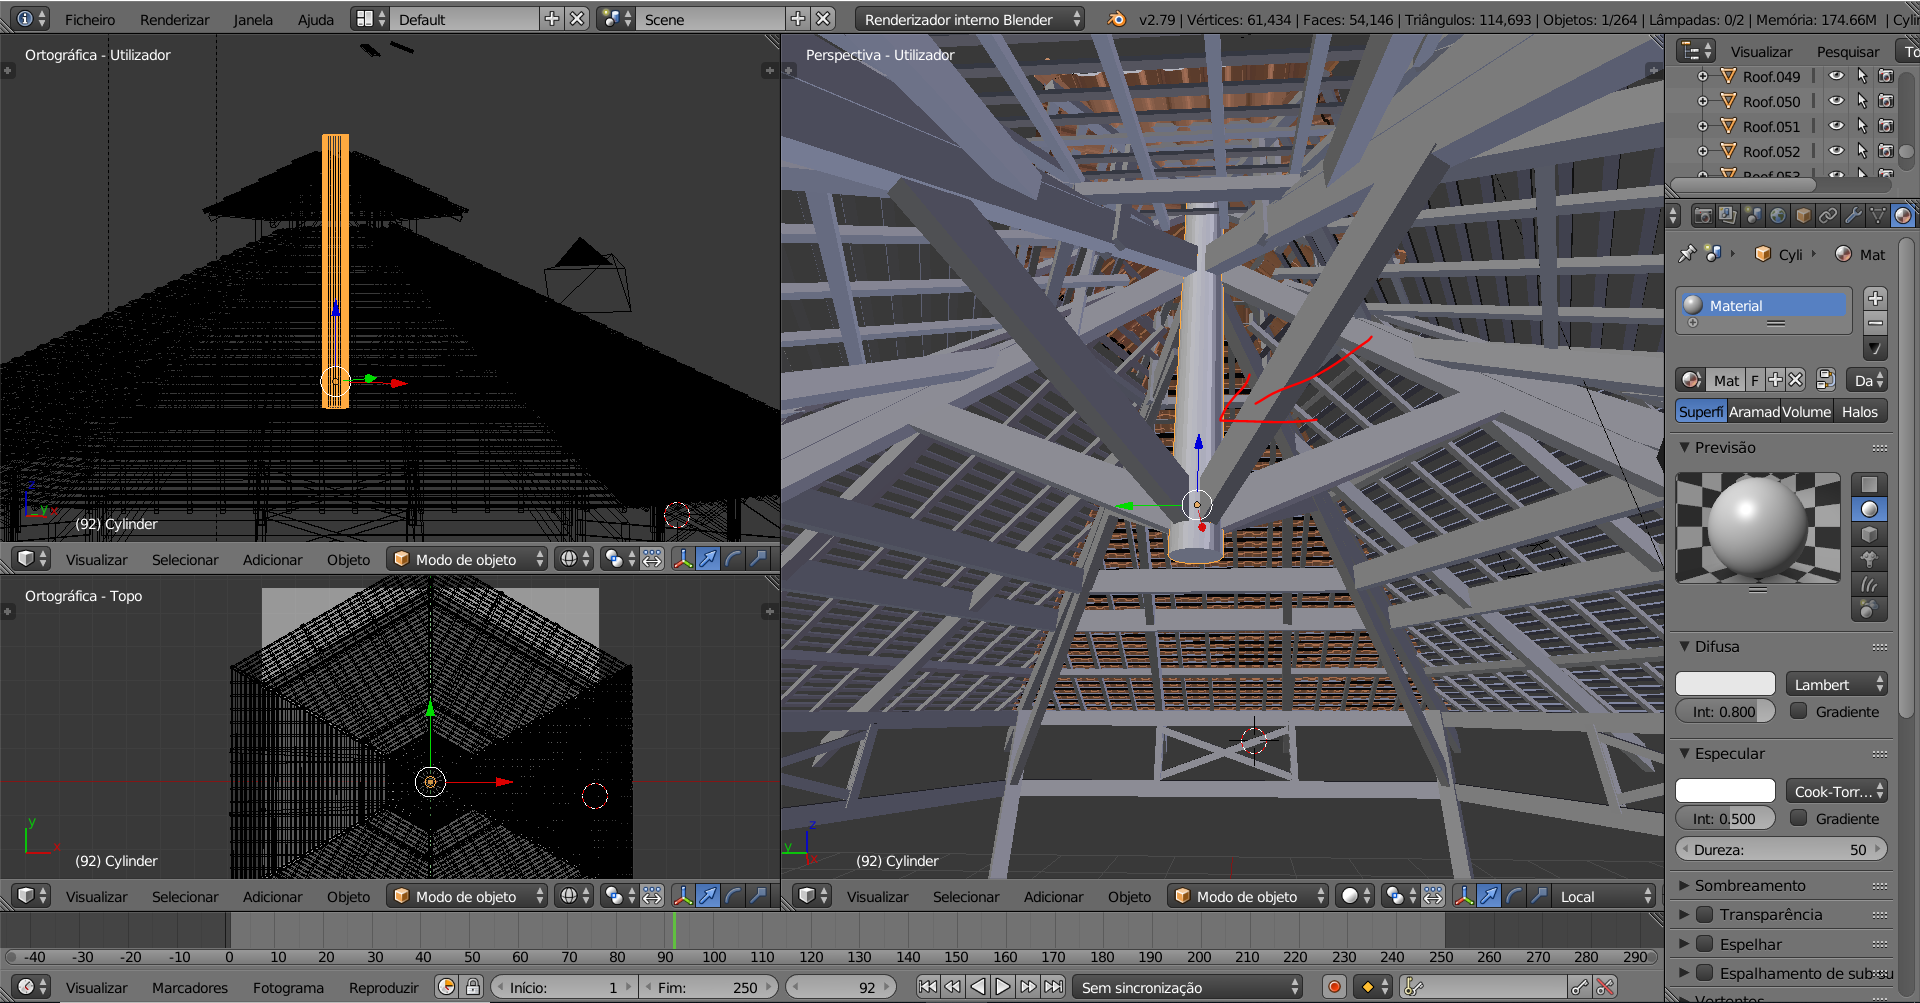 Ficheiro Renderizar Janela Ajuda Default Scene Renderizador interno Blender v2.79 | Vértices: 61,434 | Faces: 54,146 | Triângulos: 114,693 | Objetos: 1/264 | Lâmpadas: 0/2 | Memória: 174.66M | Cylin
Ortográfica - Utilizador
Perspectiva - Utilizador
Visualizar Pesquisar To
Roof.049
Roof.050
Roof.051
Roof.052
Roof.053
Cyli Mat
Material
Mat F Da
Superfí Aramad Volume Halos
Previsão
z
y
(92) Cylinder
Visualizar Selecionar Adicionar Objeto Modo de objeto
Ortográfica - Topo
y
x
(92) Cylinder
z
y
x
(92) Cylinder
Difusa
Lambert
Int: 0.800 Gradiente
Especular
Cook-Torr...
Int: 0.500 Gradiente
Dureza: 50
Sombreamento
Transparência
Espelhar
Espalhamento de subsu
Vertentes
Visualizar Selecionar Adicionar Objeto Modo de objeto
Visualizar Selecionar Adicionar Objeto Modo de objeto Local
-40 -30 -20 -10 0 10 20 30 40 50 60 70 80 90 100 110 120 130 140 150 160 170 180 190 200 210 220 230 240 250 260 270 280 290
Visualizar Marcadores Fotograma Reproduzir Início: 1 Fim: 250 92 Sem sincronização